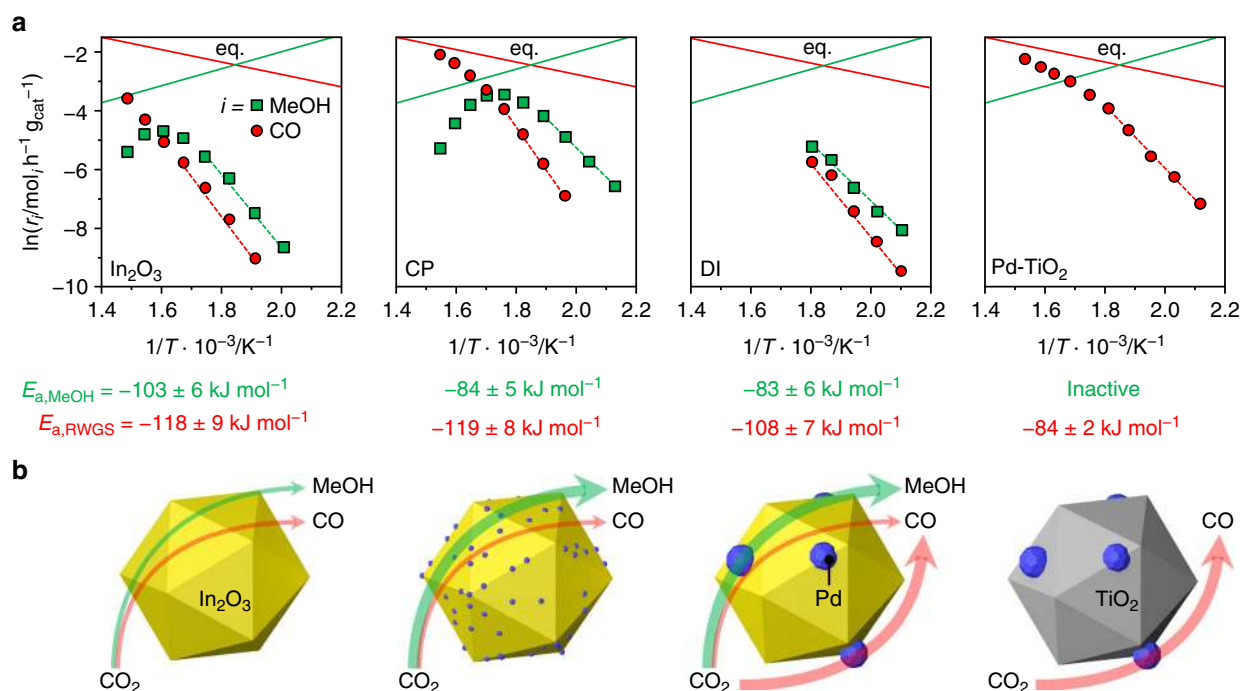 a
eq. eq. eq. eq.
i = MeOH
CO
In₂O₃ CP DI Pd-TiO₂
ln(rᵢ/molᵢ h⁻¹ g_cat⁻¹)
−2
−4
−6
−8
−10
1.4 1.6 1.8 2.0 2.2 1.4 1.6 1.8 2.0 2.2 1.4 1.6 1.8 2.0 2.2 1.4 1.6 1.8 2.0 2.2
1/T · 10⁻³/K⁻¹ 1/T · 10⁻³/K⁻¹ 1/T · 10⁻³/K⁻¹ 1/T · 10⁻³/K⁻¹
Eₐ,MeOH = −103 ± 6 kJ mol⁻¹ −84 ± 5 kJ mol⁻¹ −83 ± 6 kJ mol⁻¹ Inactive
Eₐ,RWGS = −118 ± 9 kJ mol⁻¹ −119 ± 8 kJ mol⁻¹ −108 ± 7 kJ mol⁻¹ −84 ± 2 kJ mol⁻¹
b
MeOH MeOH MeOH
CO CO CO CO
In₂O₃ Pd TiO₂
CO₂ CO₂ CO₂ CO₂